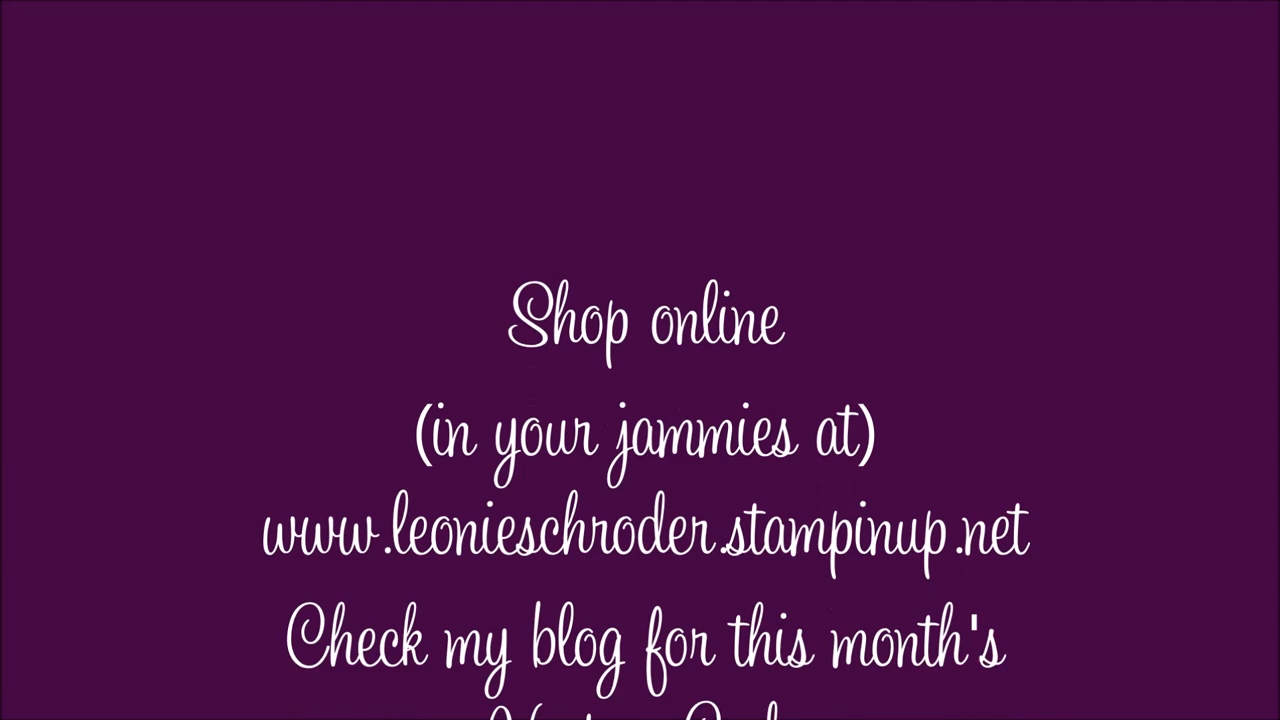 Shop online
(in your jammies at)
www.leonieschroder.stampinup.net
Check my blog for this month's